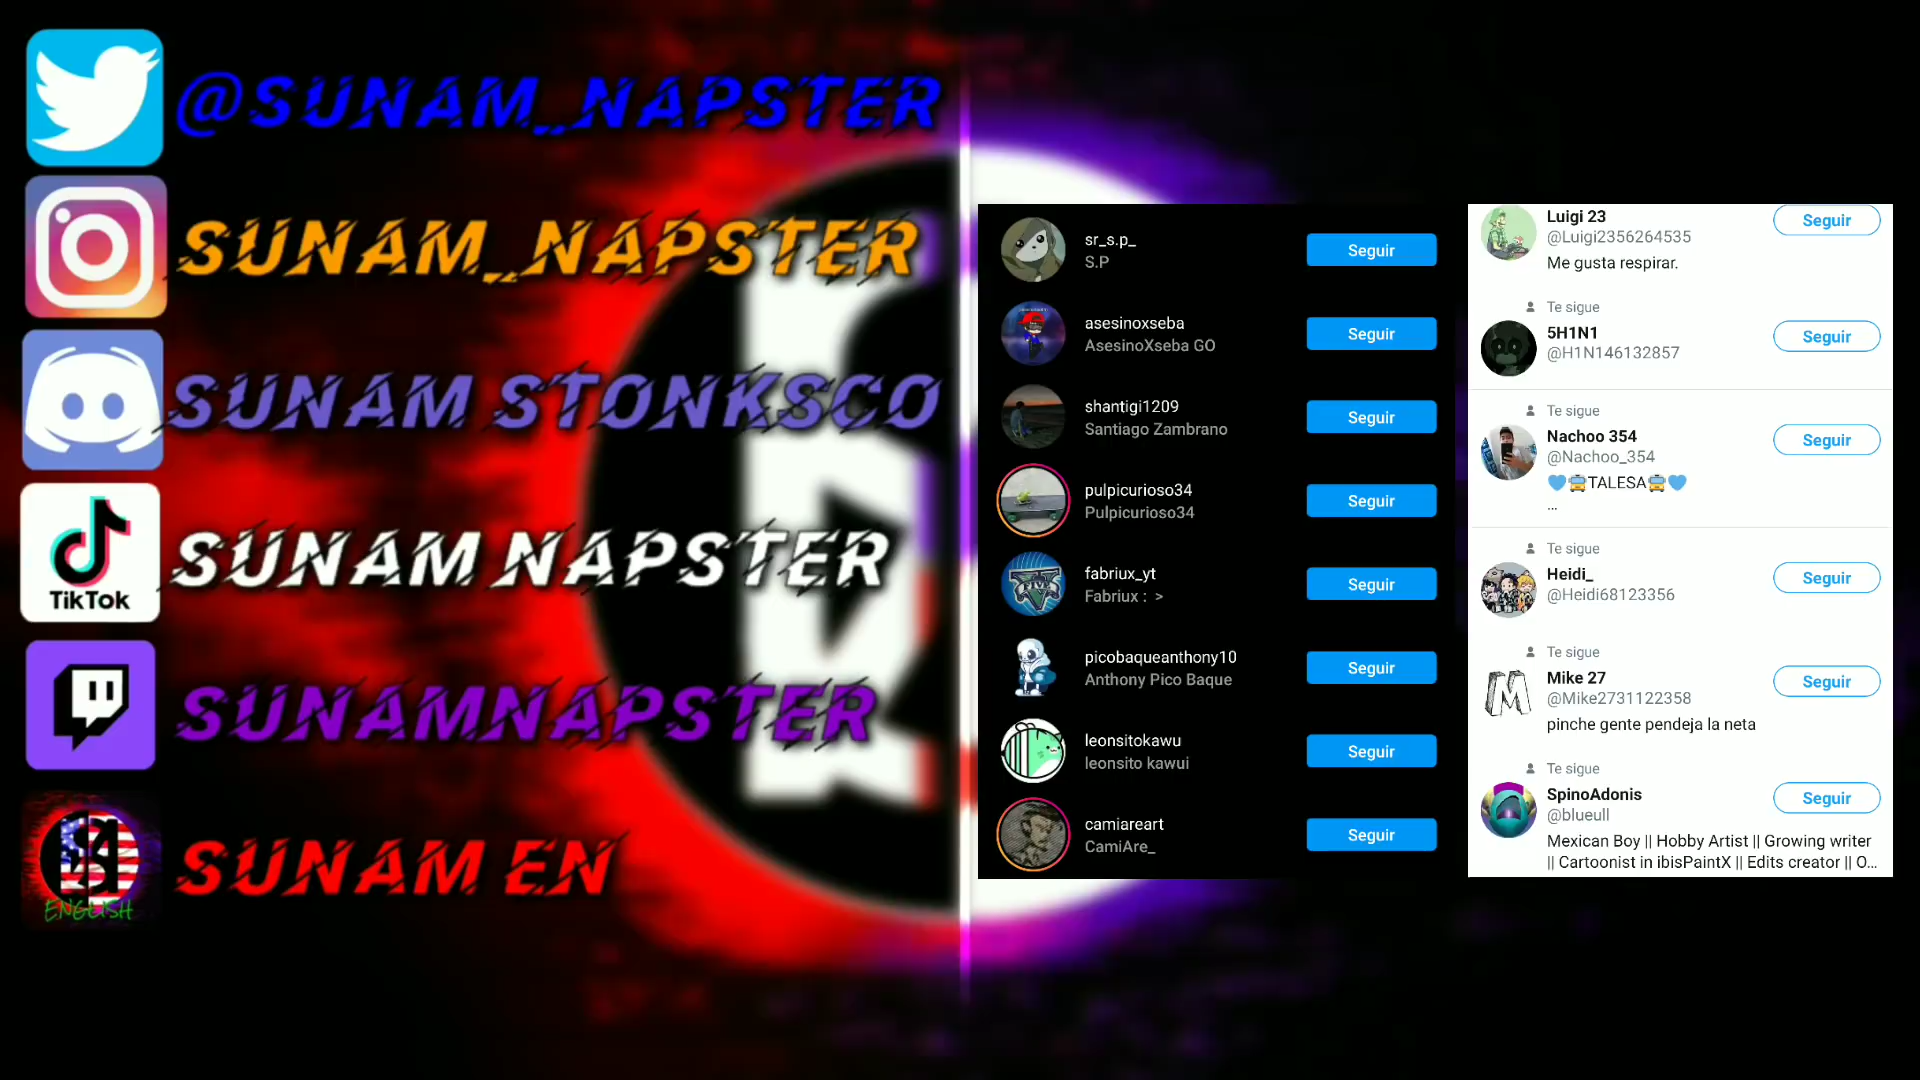 @SUNAM_NAPSTER
SUNAM_NAPSTER
SUNAM STONKSCO
TikTok
SUNAM NAPSTER
SUNAMNAPSTER
ENGLISH
SUNAM EN
sr_s.p_
S.P
Seguir
asesinoxseba
AsesinoXseba GO
Seguir
shantigi1209
Santiago Zambrano
Seguir
pulpicurioso34
Pulpicurioso34
Seguir
FIVE
fabriux_yt
Fabriux : >
Seguir
picobaqueanthony10
Anthony Pico Baque
Seguir
leonsitokawu
leonsito kawui
Seguir
camiareart
CamiAre_
Seguir
Luigi 23
@Luigi2356264535
Seguir
Me gusta respirar.
Te sigue
5H1N1
@H1N146132857
Seguir
Te sigue
Nachoo 354
@Nachoo_354
Seguir
💙🚋TALESA🚋💙
...
Te sigue
Heidi_
@Heidi68123356
Seguir
Te sigue
M
Mike 27
@Mike2731122358
Seguir
pinche gente pendeja la neta
Te sigue
SpinoAdonis
@blueull
Seguir
Mexican Boy || Hobby Artist || Growing writer
|| Cartoonist in ibisPaintX || Edits creator || O...